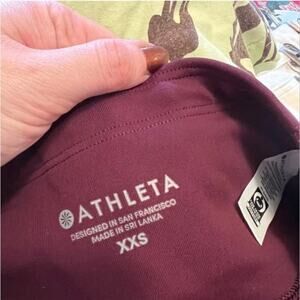 ATHLETA
DESIGNED IN SAN FRANCISCO
MADE IN SRI LANKA
XXS